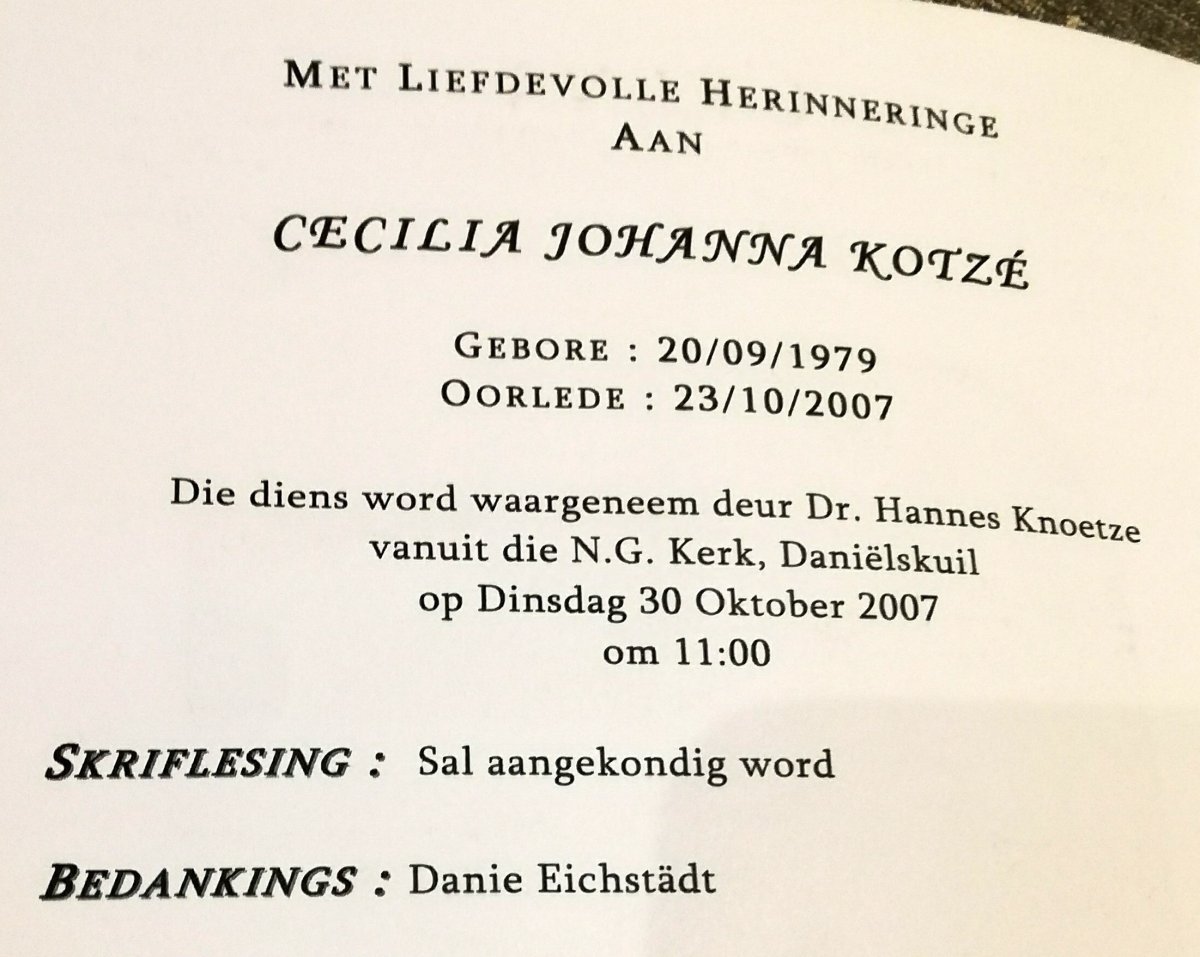 Met Liefdevolle Herinneringe
Aan
CECILIA JOHANNA KOTZÉ
Gebore : 20/09/1979
Oorlede : 23/10/2007
Die diens word waargeneem deur Dr. Hannes Knoetze
vanuit die N.G. Kerk, Daniëlskuil
op Dinsdag 30 Oktober 2007
om 11:00
Skriflesing : Sal aangekondig word
Bedankings : Danie Eichstädt